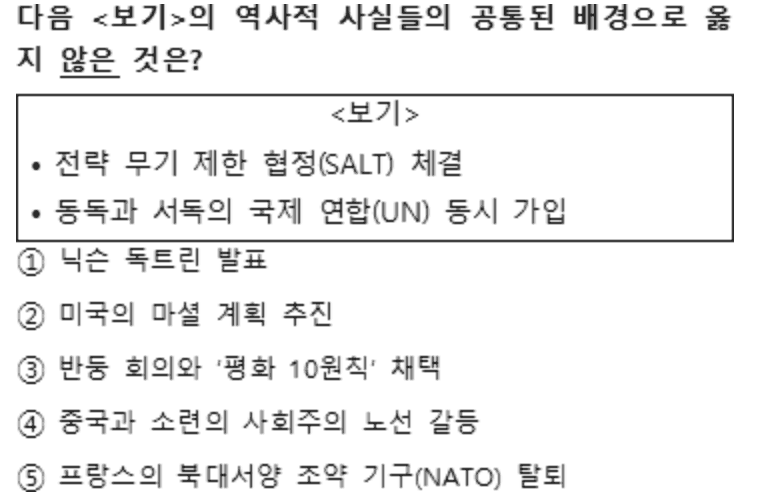 다음 <보기>의 역사적 사실들의 공통된 배경으로 옳
지 않은 것은?
<보기>
• 전략 무기 제한 협정(SALT) 체결
• 동독과 서독의 국제 연합(UN) 동시 가입
① 닉슨 독트린 발표
② 미국의 마셜 계획 추진
③ 반둥 회의와 ‘평화 10원칙’ 채택
④ 중국과 소련의 사회주의 노선 갈등
⑤ 프랑스의 북대서양 조약 기구(NATO) 탈퇴